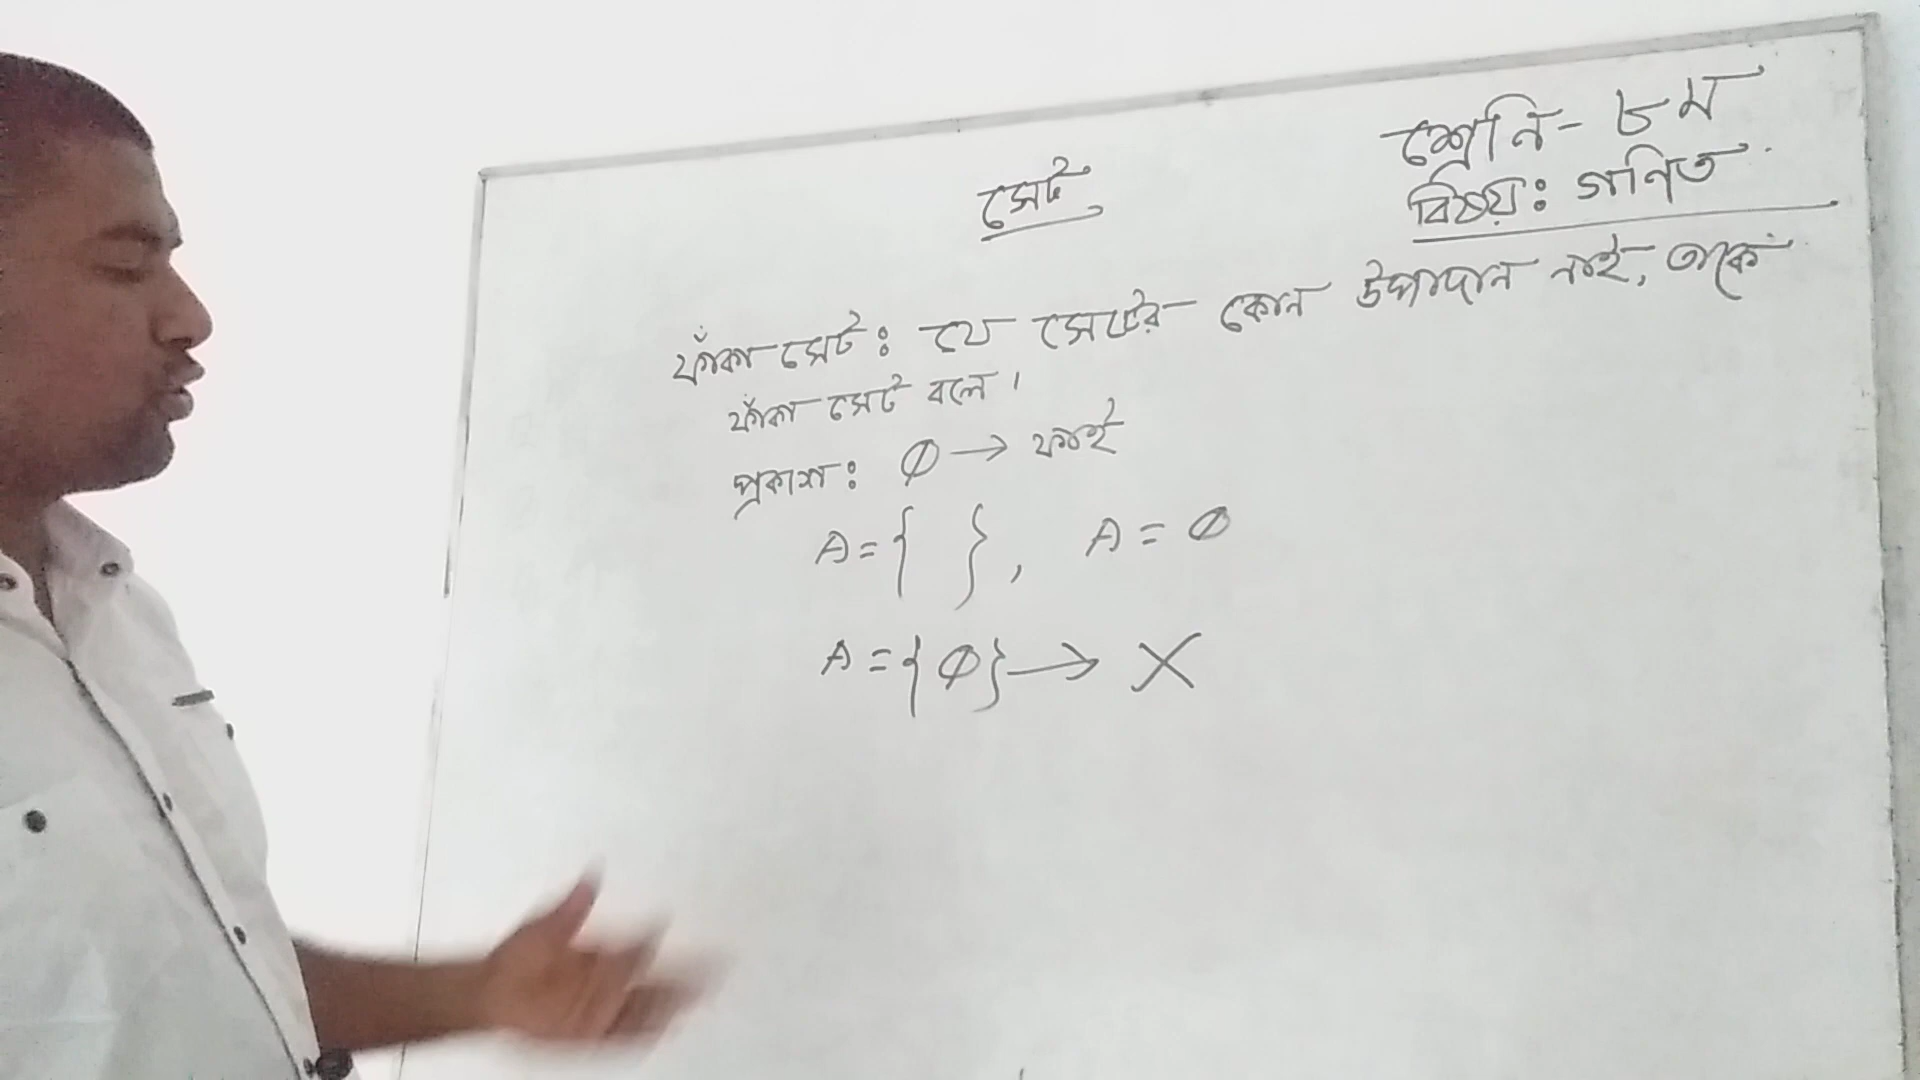 শ্রেনি- ৮ম
বিষয়ঃ গনিত
সেট
ফাঁকা সেটঃ যে সেটের কোন উপাদান নাই, তাকে
ফাঁকা সেট বলে।
প্রকাশঃ Φ → ফাই
A = { }, A = Φ
A = {Φ} → X